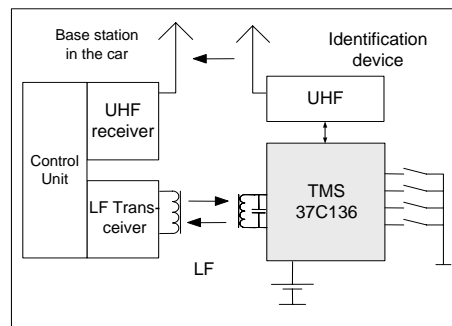 Base station
in the car
Identification
device
UHF
receiver
UHF
Control
Unit
TMS
37C136
LF Trans-
ceiver
LF